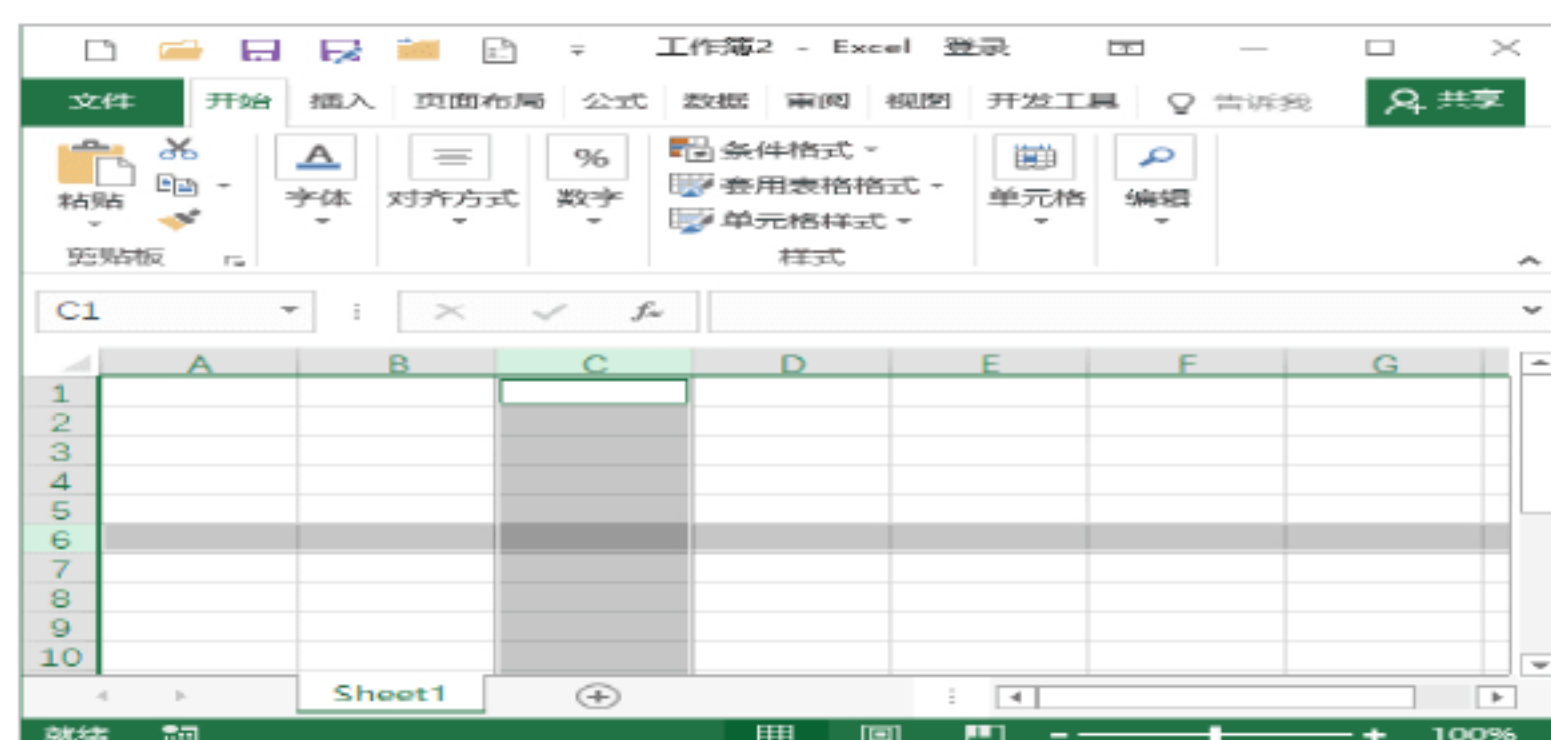 工作簿2 - Excel 登录
文件 开始 插入 页面布局 公式 数据 审阅 视图 开发工具 告诉我 共享
粘贴 字体 对齐方式 % 数字 条件格式 套用表格格式 单元格样式 单元格 编辑
剪贴板 样式
C1 fx
A B C D E F G
1
2
3
4
5
6
7
8
9
10
Sheet1
就绪 100%